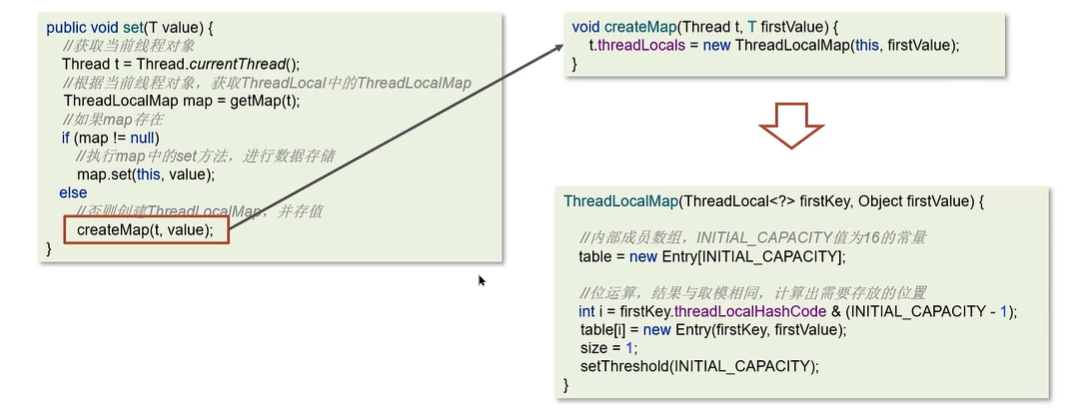 public void set(T value) {
//获取当前线程对象
Thread t = Thread.currentThread();
//根据当前线程对象，获取ThreadLocal中的ThreadLocalMap
ThreadLocalMap map = getMap(t);
//如果map存在
if (map != null)
//执行map中的set方法，进行数据存储
map.set(this, value);
else
//否则创建ThreadLocalMap，并存值
createMap(t, value);
}
void createMap(Thread t, T firstValue) {
t.threadLocals = new ThreadLocalMap(this, firstValue);
}
ThreadLocalMap(ThreadLocal<?> firstKey, Object firstValue) {
//内部成员数组，INITIAL_CAPACITY值为16的常量
table = new Entry[INITIAL_CAPACITY];
//位运算，结果与取模相同，计算出需要存放的位置
int i = firstKey.threadLocalHashCode & (INITIAL_CAPACITY - 1);
table[i] = new Entry(firstKey, firstValue);
size = 1;
setThreshold(INITIAL_CAPACITY);
}